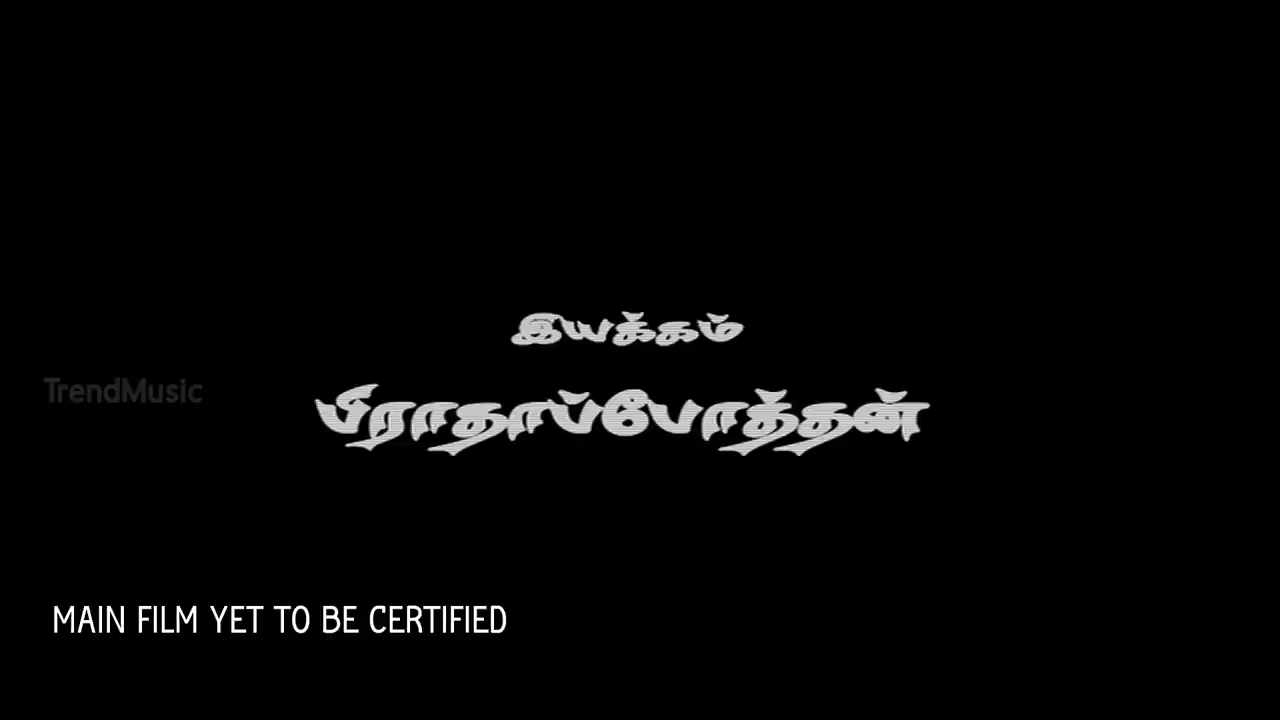 இயக்கம்
TrendMusic
பிரதாப்போத்தன்
MAIN FILM YET TO BE CERTIFIED